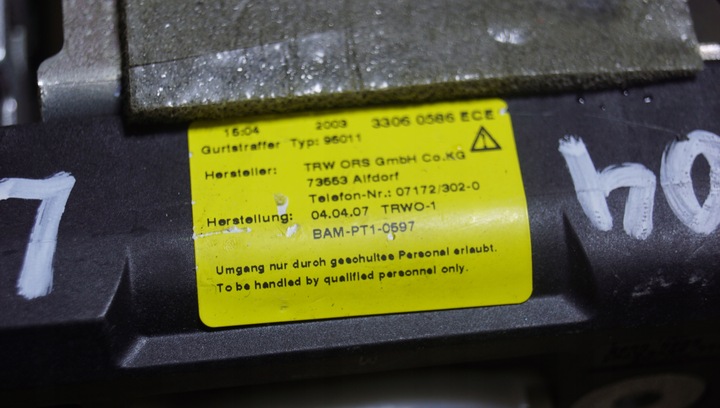 16:04 2003 3306 0586 ECE
Gurtstraffer Typ: 96011
Hersteller: TRW ORS GmbH Co.KG
73553 Alfdorf
Telefon-Nr.: 07172/302-0
Herstellung: 04.04.07 TRWO-1
BAM-PT1-0597
Umgang nur durch geschultes Personal erlaubt.
To be handled by qualified personnel only.